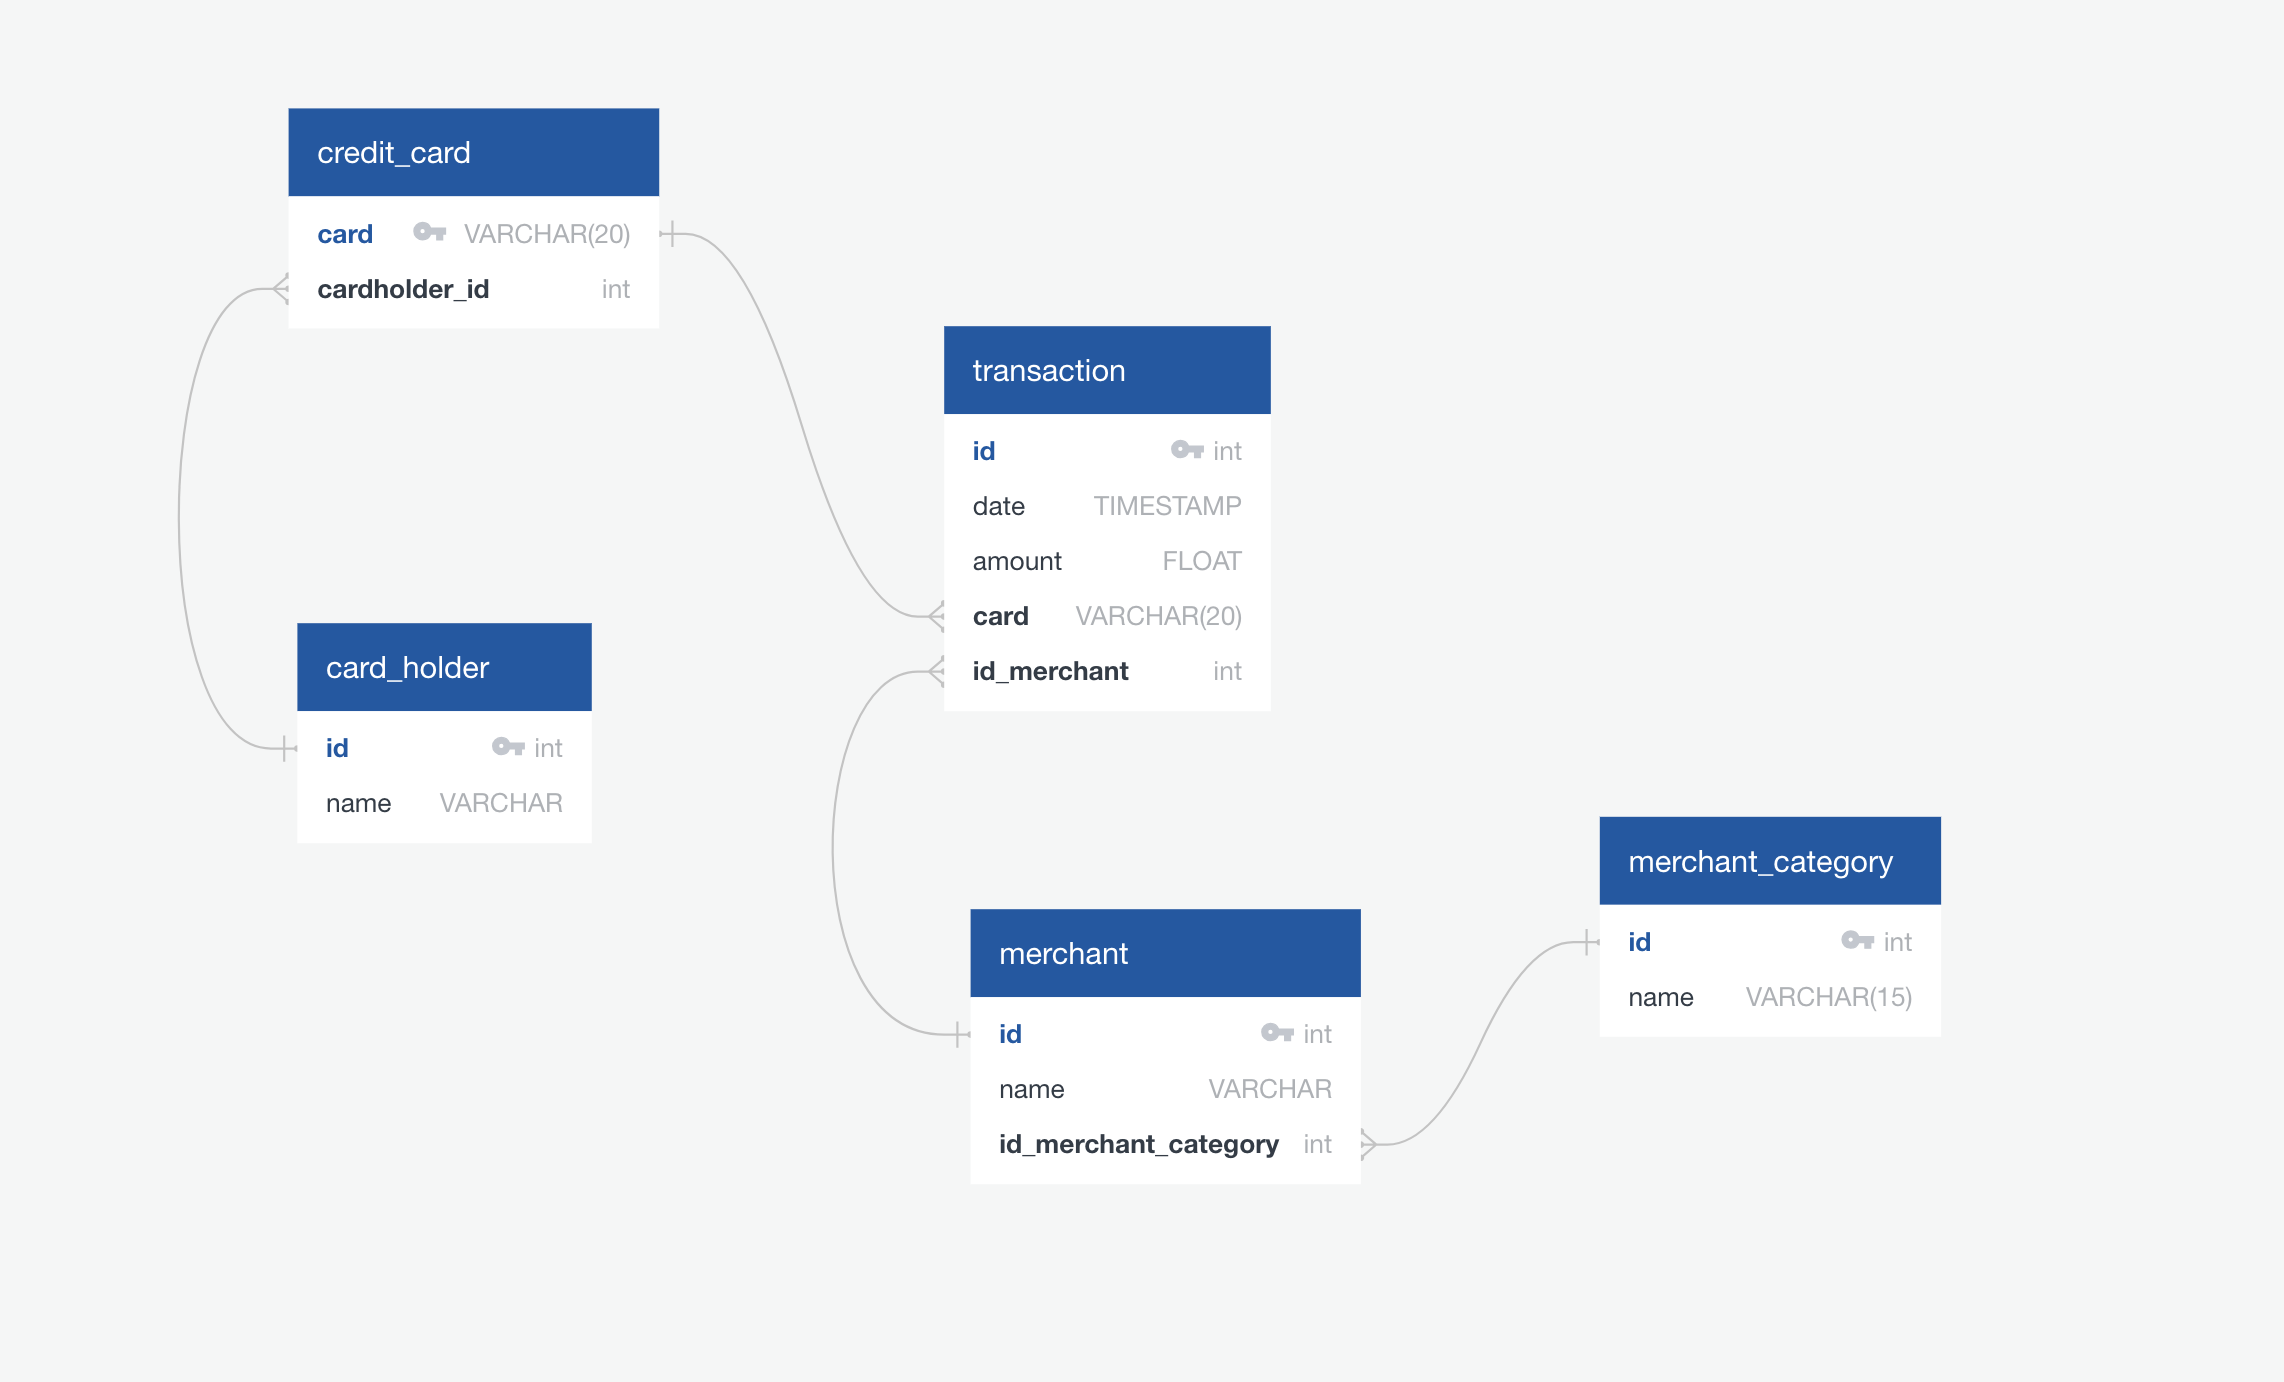 credit_card
card VARCHAR(20)
cardholder_id int
transaction
id int
date TIMESTAMP
amount FLOAT
card VARCHAR(20)
id_merchant int
card_holder
id int
name VARCHAR
merchant
id int
name VARCHAR
id_merchant_category int
merchant_category
id int
name VARCHAR(15)